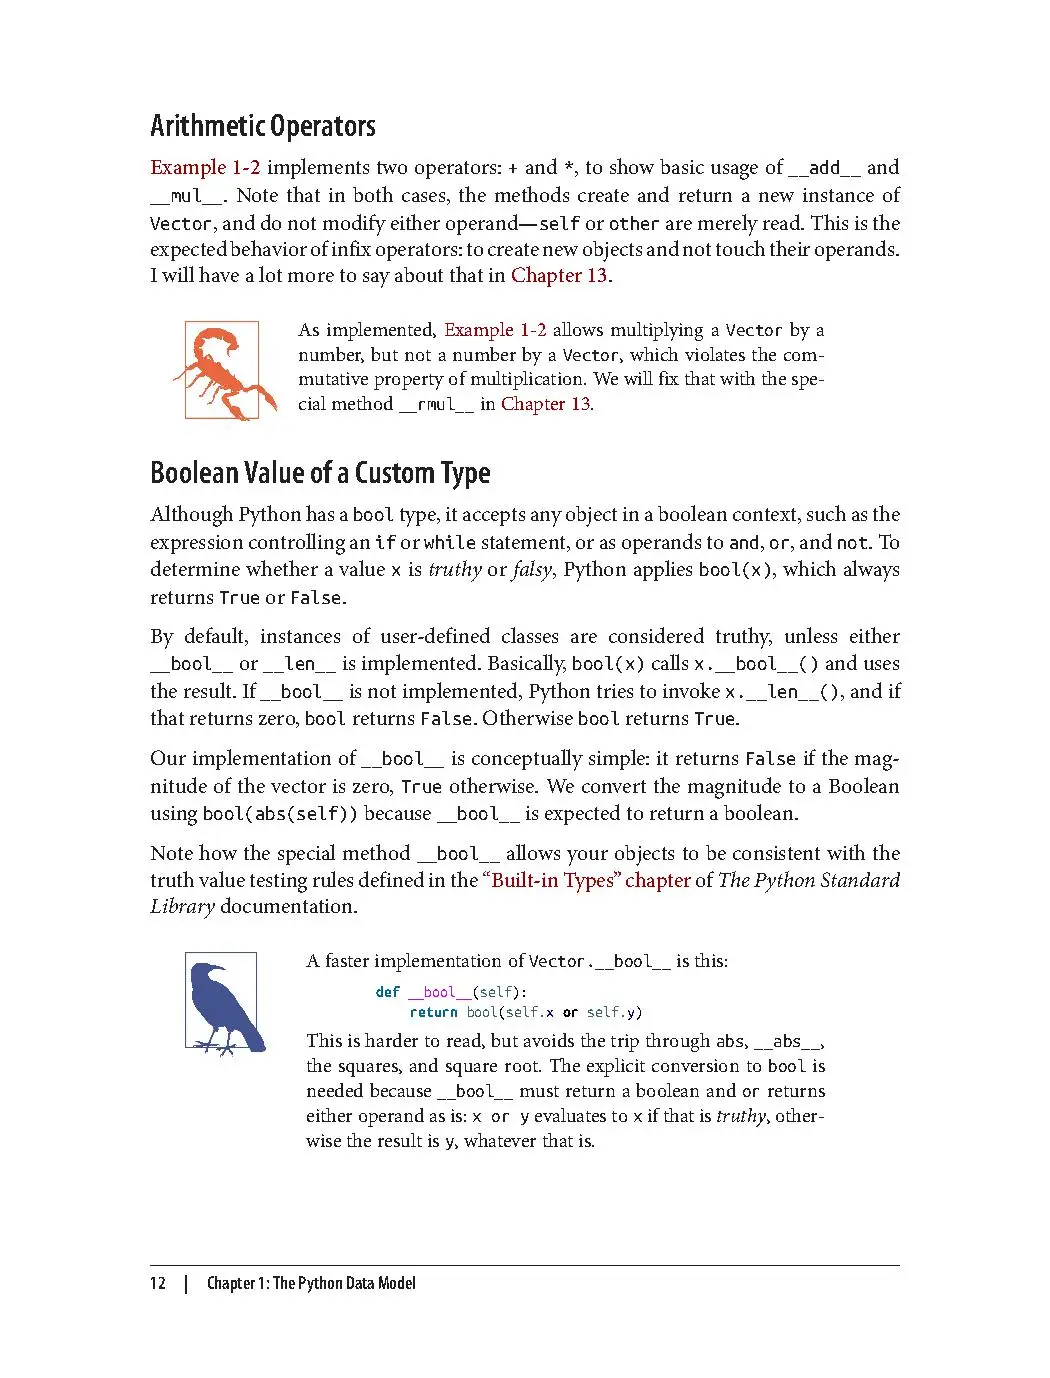 Arithmetic Operators
Example 1-2 implements two operators: + and *, to show basic usage of __add__ and
__mul__. Note that in both cases, the methods create and return a new instance of
Vector, and do not modify either operand—self or other are merely read. This is the
expected behavior of infix operators: to create new objects and not touch their operands.
I will have a lot more to say about that in Chapter 13.
As implemented, Example 1-2 allows multiplying a Vector by a
number, but not a number by a Vector, which violates the com-
mutative property of multiplication. We will fix that with the spe-
cial method __rmul__ in Chapter 13.
Boolean Value of a Custom Type
Although Python has a bool type, it accepts any object in a boolean context, such as the
expression controlling an if or while statement, or as operands to and, or, and not. To
determine whether a value x is truthy or falsy, Python applies bool(x), which always
returns True or False.
By default, instances of user-defined classes are considered truthy, unless either
__bool__ or __len__ is implemented. Basically, bool(x) calls x.__bool__() and uses
the result. If __bool__ is not implemented, Python tries to invoke x.__len__(), and if
that returns zero, bool returns False. Otherwise bool returns True.
Our implementation of __bool__ is conceptually simple: it returns False if the mag-
nitude of the vector is zero, True otherwise. We convert the magnitude to a Boolean
using bool(abs(self)) because __bool__ is expected to return a boolean.
Note how the special method __bool__ allows your objects to be consistent with the
truth value testing rules defined in the “Built-in Types” chapter of The Python Standard
Library documentation.
A faster implementation of Vector.__bool__ is this:
def __bool__(self):
return bool(self.x or self.y)
This is harder to read, but avoids the trip through abs, __abs__,
the squares, and square root. The explicit conversion to bool is
needed because __bool__ must return a boolean and or returns
either operand as is: x or y evaluates to x if that is truthy, other-
wise the result is y, whatever that is.
12 | Chapter 1: The Python Data Model